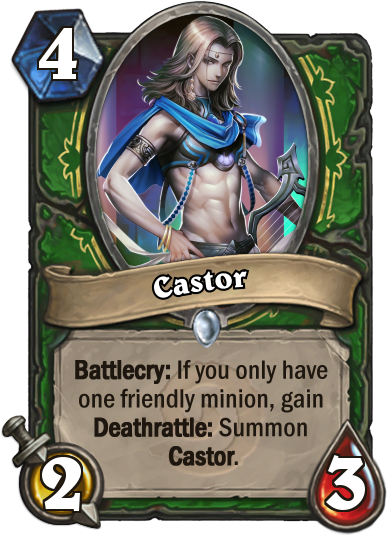 4
Castor
Battlecry: If you only have
one friendly minion, gain
Deathrattle: Summon
Castor.
2
3